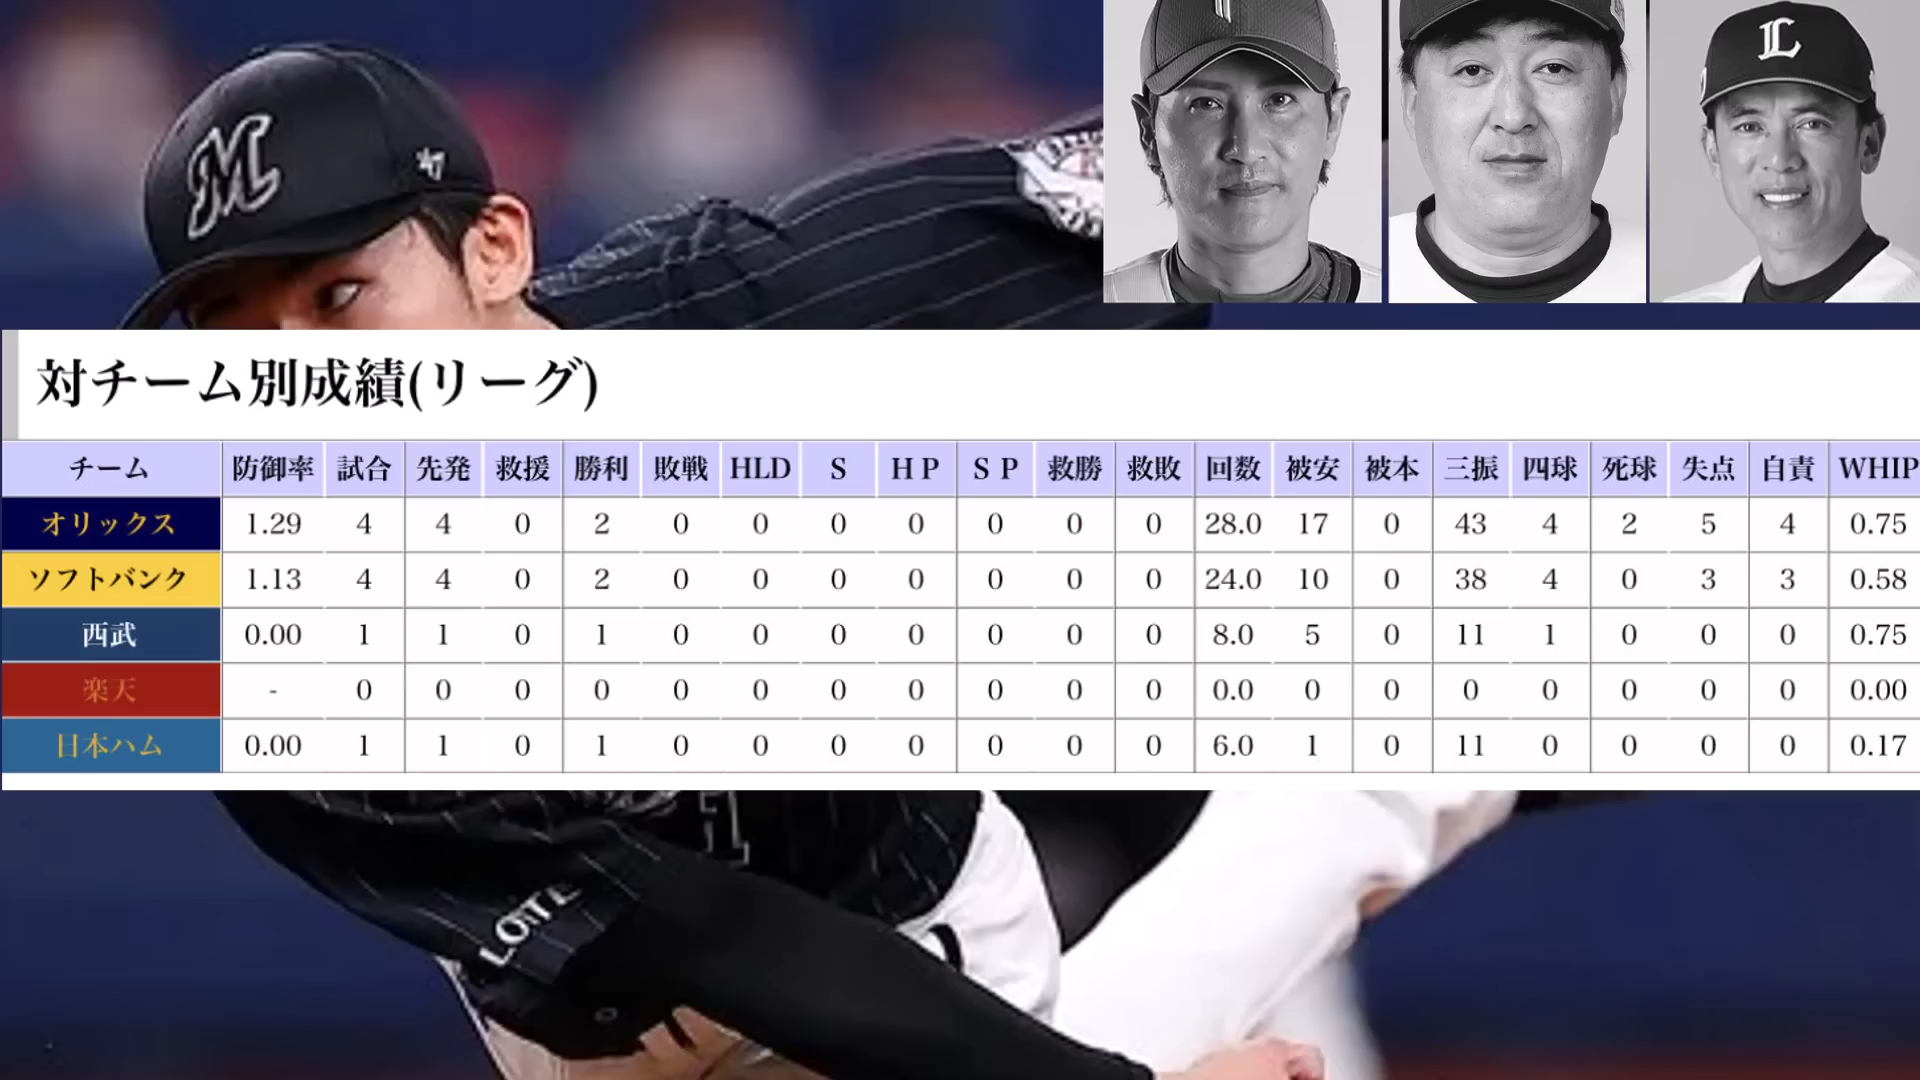 M
47
L
対チーム別成績(リーグ)
チーム 防御率 試合 先発 救援 勝利 敗戦 HLD S HP SP 救勝 救敗 回数 被安 被本 三振 四球 死球 失点 自責 WHIP
オリックス 1.29 4 4 0 2 0 0 0 0 0 0 0 28.0 17 0 43 4 2 5 4 0.75
ソフトバンク 1.13 4 4 0 2 0 0 0 0 0 0 0 24.0 10 0 38 4 0 3 3 0.58
西武 0.00 1 1 0 1 0 0 0 0 0 0 0 8.0 5 0 11 1 0 0 0 0.75
楽天 - 0 0 0 0 0 0 0 0 0 0 0 0.0 0 0 0 0 0 0 0 0.00
日本ハム 0.00 1 1 0 1 0 0 0 0 0 0 0 6.0 1 0 11 0 0 0 0 0.17
LOTTE